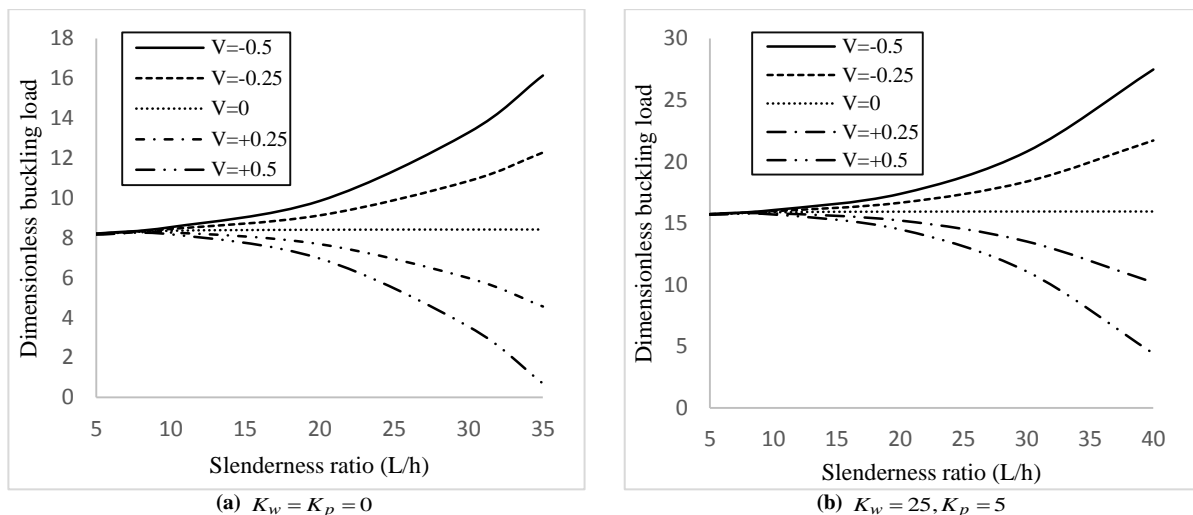 18
16
14
12
10
8
6
4
2
0
Dimensionless buckling load
V=-0.5
V=-0.25
V=0
V=+0.25
V=+0.5
5 10 15 20 25 30 35
Slenderness ratio (L/h)
(a) K_w = K_p = 0
30
25
20
15
10
5
0
Dimensionless buckling load
V=-0.5
V=-0.25
V=0
V=+0.25
V=+0.5
5 10 15 20 25 30 35 40
Slenderness ratio (L/h)
(b) K_w = 25, K_p = 5